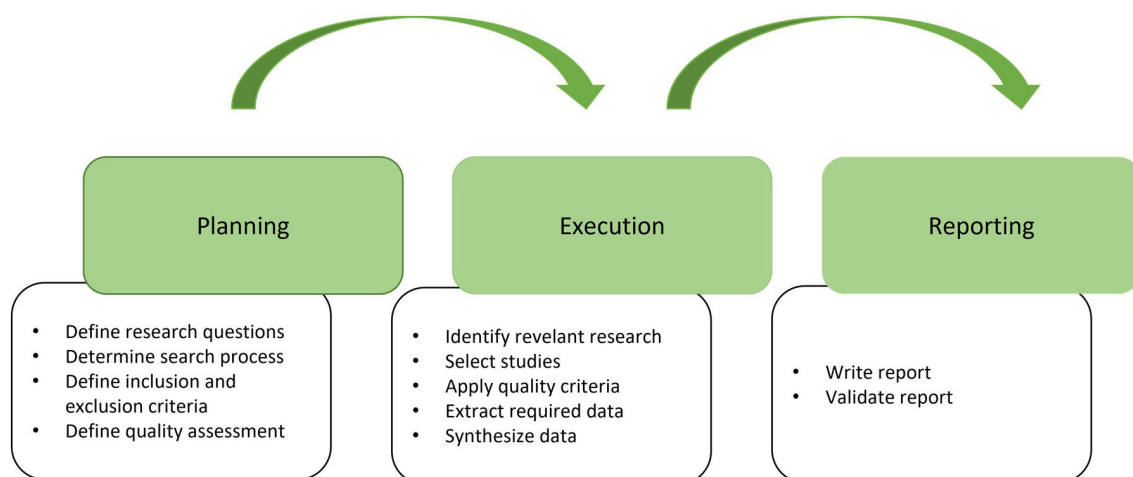 Planning
• Define research questions
• Determine search process
• Define inclusion and
exclusion criteria
• Define quality assessment
Execution
• Identify revelant research
• Select studies
• Apply quality criteria
• Extract required data
• Synthesize data
Reporting
• Write report
• Validate report